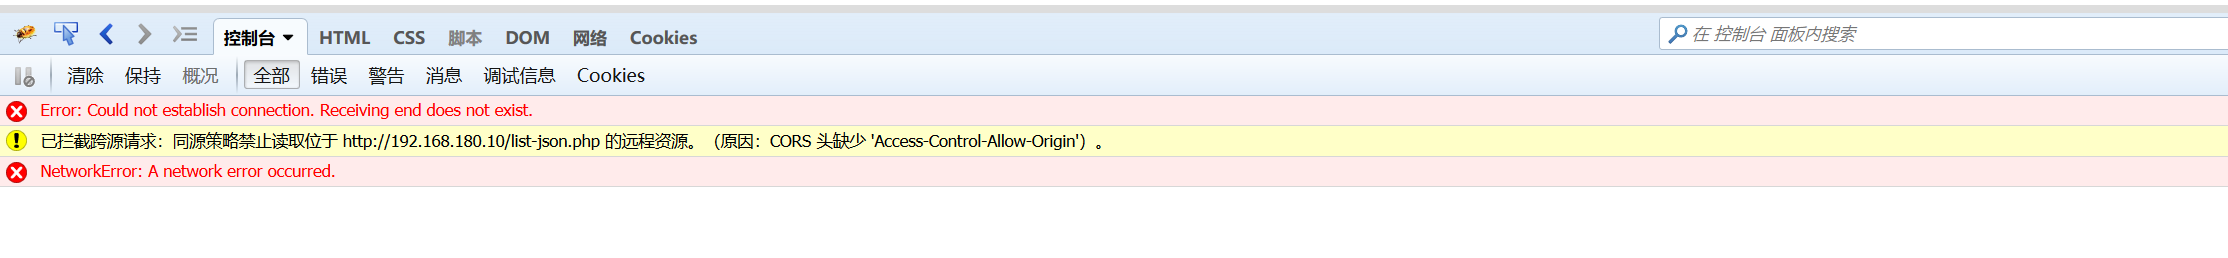 控制台 HTML CSS 脚本 DOM 网络 Cookies 在 控制台 面板内搜索
清除 保持 概况 全部 错误 警告 消息 调试信息 Cookies
Error: Could not establish connection. Receiving end does not exist.
已拦截跨源请求：同源策略禁止读取位于 http://192.168.180.10/list-json.php 的远程资源。（原因：CORS 头缺少 'Access-Control-Allow-Origin'）。
NetworkError: A network error occurred.